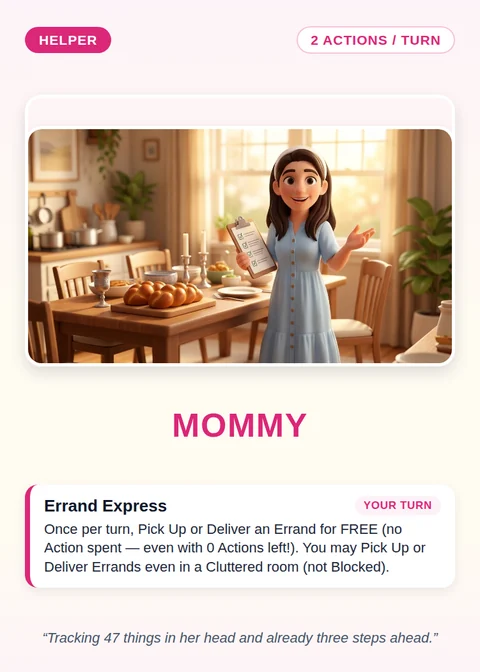 HELPER
2 ACTIONS / TURN
MOMMY
Errand Express
YOUR TURN
Once per turn, Pick Up or Deliver an Errand for FREE (no
Action spent — even with 0 Actions left!). You may Pick Up or
Deliver Errands even in a Cluttered room (not Blocked).
“Tracking 47 things in her head and already three steps ahead.”